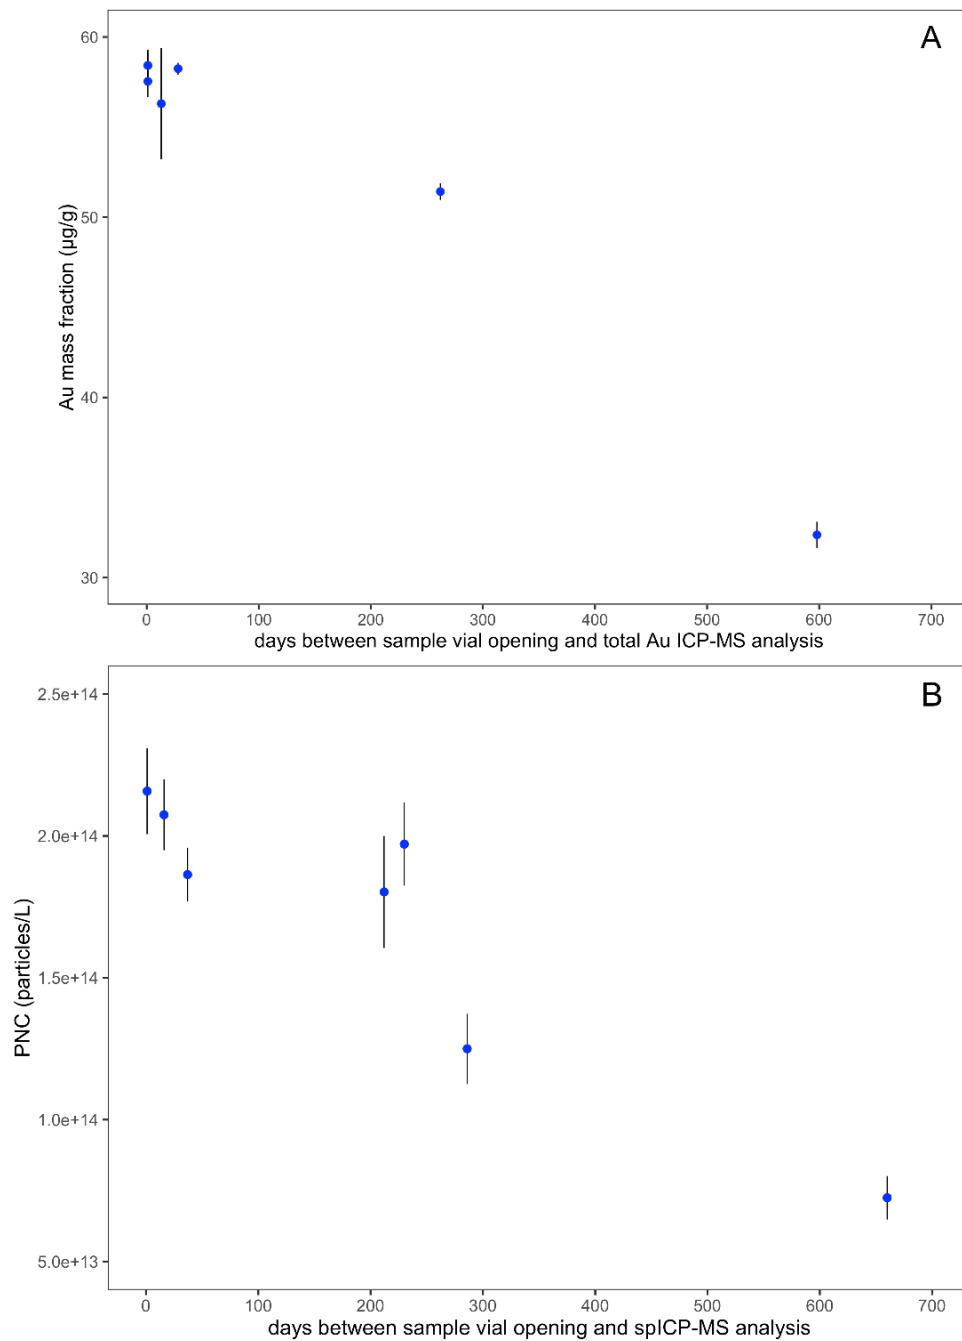 A
60
50
40
30
Au mass fraction (µg/g)
0 100 200 300 400 500 600 700
days between sample vial opening and total Au ICP-MS analysis
B
2.5e+14
2.0e+14
1.5e+14
1.0e+14
5.0e+13
PNC (particles/L)
0 100 200 300 400 500 600 700
days between sample vial opening and spICP-MS analysis